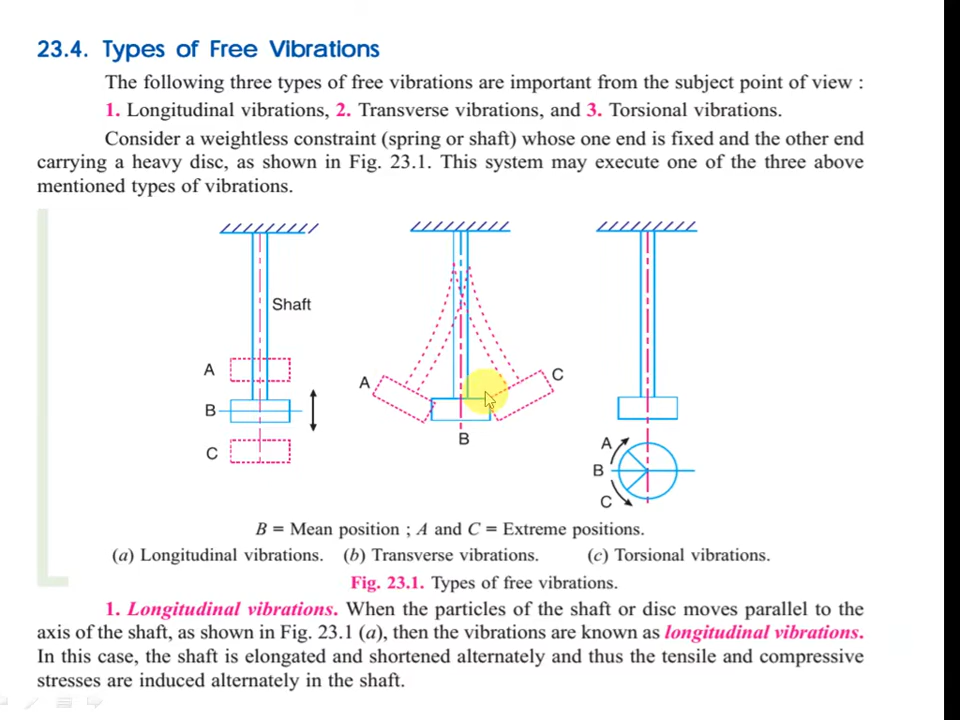 23.4. Types of Free Vibrations
The following three types of free vibrations are important from the subject point of view :
1. Longitudinal vibrations, 2. Transverse vibrations, and 3. Torsional vibrations.
Consider a weightless constraint (spring or shaft) whose one end is fixed and the other end
carrying a heavy disc, as shown in Fig. 23.1. This system may execute one of the three above
mentioned types of vibrations.
Shaft
A
B
C
A
C
B
A
B
C
B = Mean position ; A and C = Extreme positions.
(a) Longitudinal vibrations. (b) Transverse vibrations. (c) Torsional vibrations.
Fig. 23.1. Types of free vibrations.
1. Longitudinal vibrations. When the particles of the shaft or disc moves parallel to the
axis of the shaft, as shown in Fig. 23.1 (a), then the vibrations are known as longitudinal vibrations.
In this case, the shaft is elongated and shortened alternately and thus the tensile and compressive
stresses are induced alternately in the shaft.